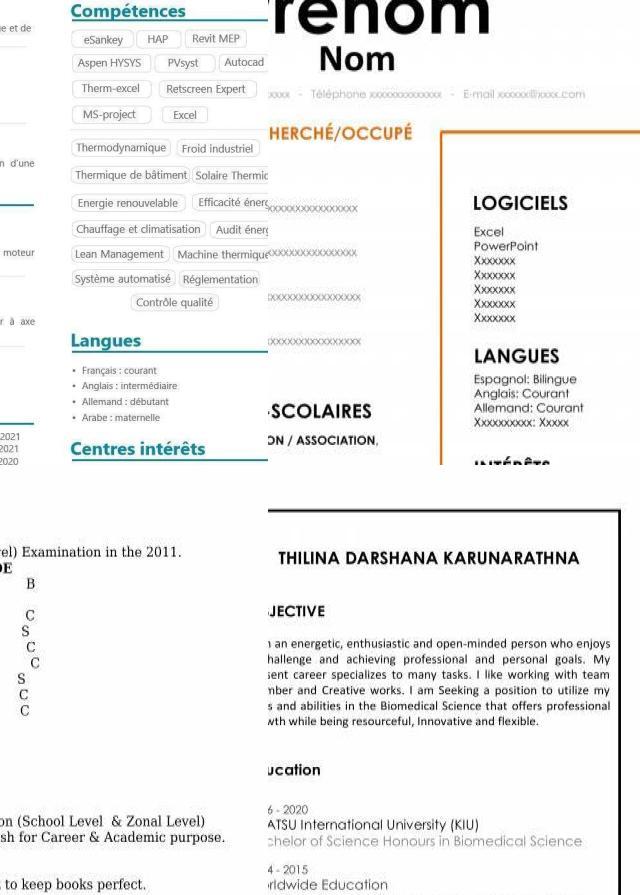 e et de
n d'une
moteur
r à axe
2021
2021
2020
Compétences
eSankey HAP Revit MEP
Aspen HYSYS PVsyst Autocad
Therm-excel Retscreen Expert
MS-project Excel
Thermodynamique Froid industriel
Thermique de bâtiment Solaire Thermic
Energie renouvelable Efficacité énerg
Chauffage et climatisation Audit énerg
Lean Management Machine thermique
Système automatisé Réglementation
Contrôle qualité
Langues
• Français : courant
• Anglais : intermédiaire
• Allemand : débutant
• Arabe : maternelle
Centres intérêts
rénom
Nom
xxxx - Téléphone xxxxxxxxxxxxxx - E-mail xxxxxx@xxxx.com
HERCHÉ/OCCUPÉ
xxxxxxxxxxxxxxxxx
xxxxxxxxxxxxxxxxx
xxxxxxxxxxxxxxxxx
xxxxxxxxxxxxxxxxx
-SCOLAIRES
ON / ASSOCIATION,
LOGICIELS
Excel
PowerPoint
Xxxxxxx
Xxxxxxx
Xxxxxxx
Xxxxxxx
Xxxxxxx
LANGUES
Espagnol: Bilingue
Anglais: Courant
Allemand: Courant
Xxxxxxxxx: Xxxxx
INTÉRÊTS
el) Examination in the 2011.
DE
B
C
S
C
C
S
C
C
on (School Level & Zonal Level)
sh for Career & Academic purpose.
to keep books perfect.
THILINA DARSHANA KARUNARATHNA
JECTIVE
an energetic, enthusiastic and open-minded person who enjoys
hallenge and achieving professional and personal goals. My
sent career specializes to many tasks. I like working with team
mber and Creative works. I am Seeking a position to utilize my
s and abilities in the Biomedical Science that offers professional
wth while being resourceful, Innovative and flexible.
ucation
6 - 2020
ATSU International University (KIU)
chelor of Science Honours in Biomedical Science
4 - 2015
rldwide Education